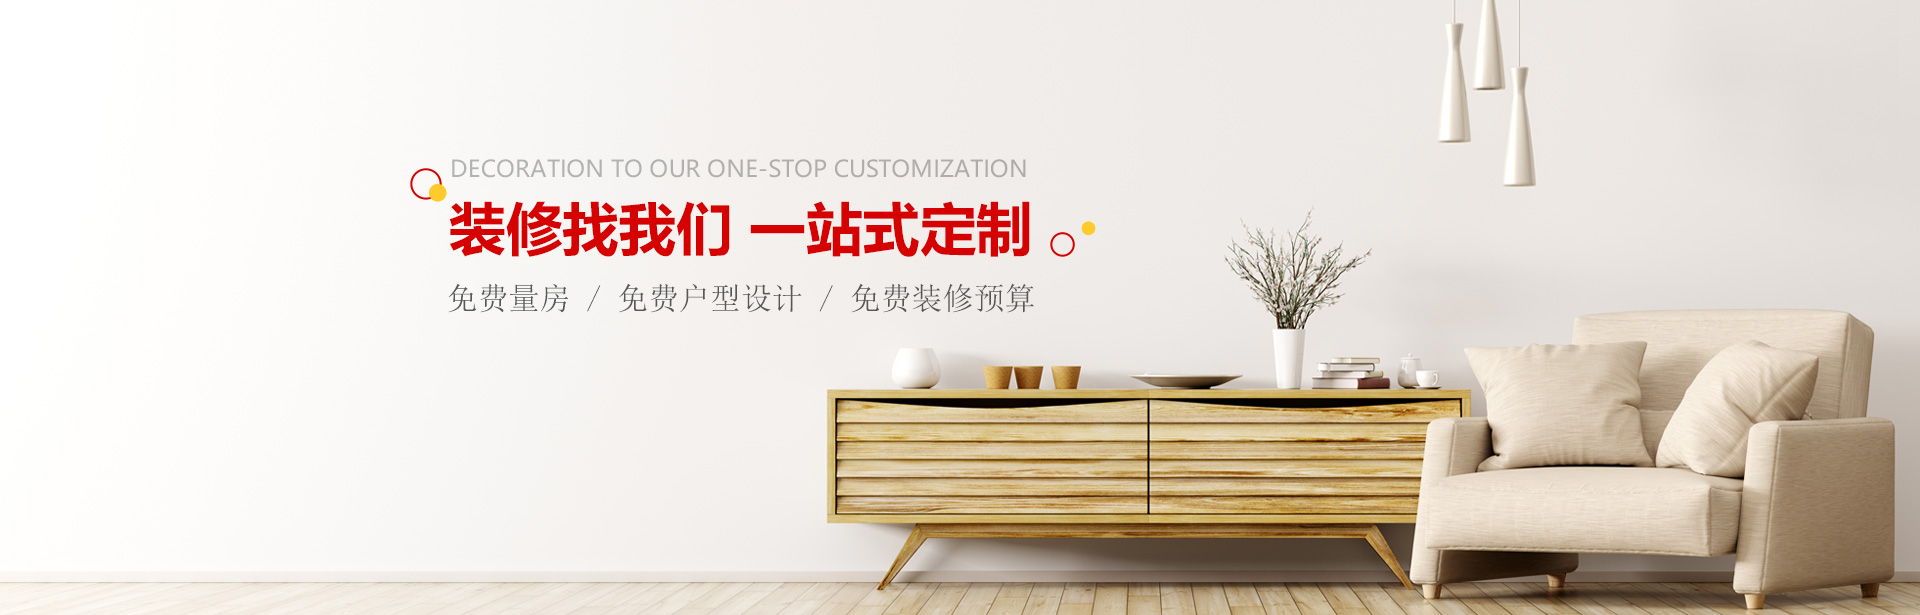 DECORATION TO OUR ONE-STOP CUSTOMIZATION
装修找我们 一站式定制
免费量房 / 免费户型设计 / 免费装修预算